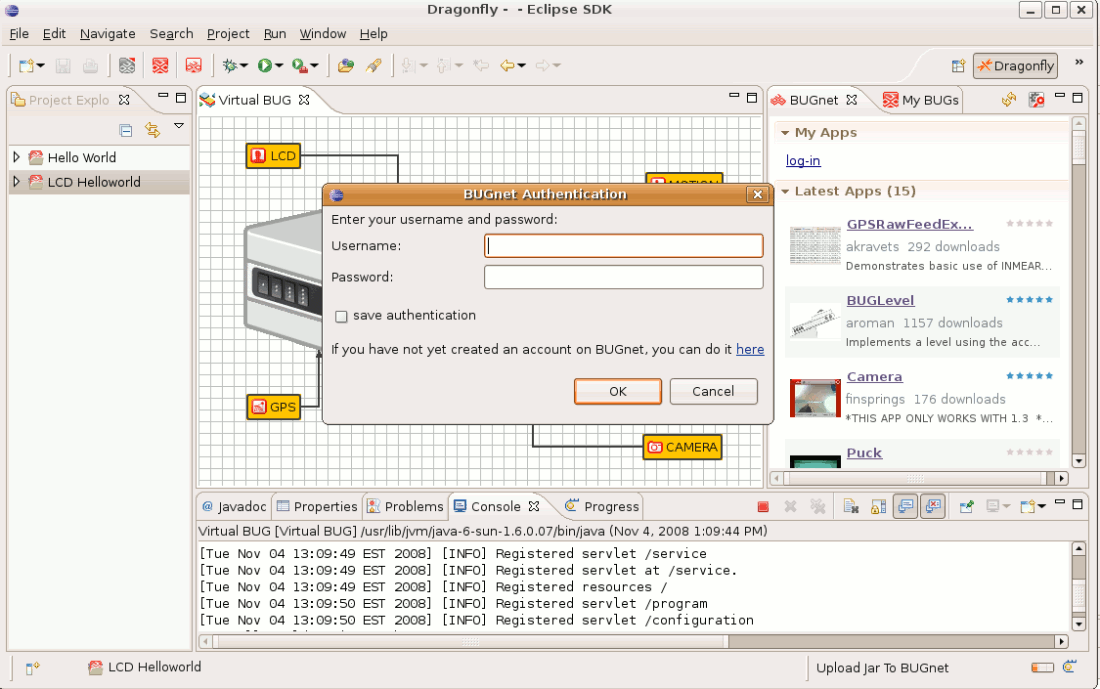 Dragonfly - - Eclipse SDK
File Edit Navigate Search Project Run Window Help
Dragonfly »
Project Explo
Virtual BUG
BUGnet My BUGs
Hello World
LCD Helloworld
LCD
GPS
CAMERA
BUGnet Authentication
Enter your username and password:
Username:
Password:
save authentication
If you have not yet created an account on BUGnet, you can do it here
OK Cancel
My Apps
log-in
Latest Apps (15)
GPSRawFeedEx...
akravets 292 downloads
Demonstrates basic use of INMEAR...
BUGLevel
aroman 1157 downloads
Implements a level using the acc...
Camera
finsprings 176 downloads
*THIS APP ONLY WORKS WITH 1.3 *...
Puck
@ Javadoc Properties Problems Console Progress
Virtual BUG [Virtual BUG] /usr/lib/jvm/java-6-sun-1.6.0.07/bin/java (Nov 4, 2008 1:09:44 PM)
[Tue Nov 04 13:09:49 EST 2008] [INFO] Registered servlet /service
[Tue Nov 04 13:09:49 EST 2008] [INFO] Registered servlet at /service.
[Tue Nov 04 13:09:49 EST 2008] [INFO] Registered resources /
[Tue Nov 04 13:09:50 EST 2008] [INFO] Registered servlet /program
[Tue Nov 04 13:09:50 EST 2008] [INFO] Registered servlet /configuration
LCD Helloworld
Upload Jar To BUGnet